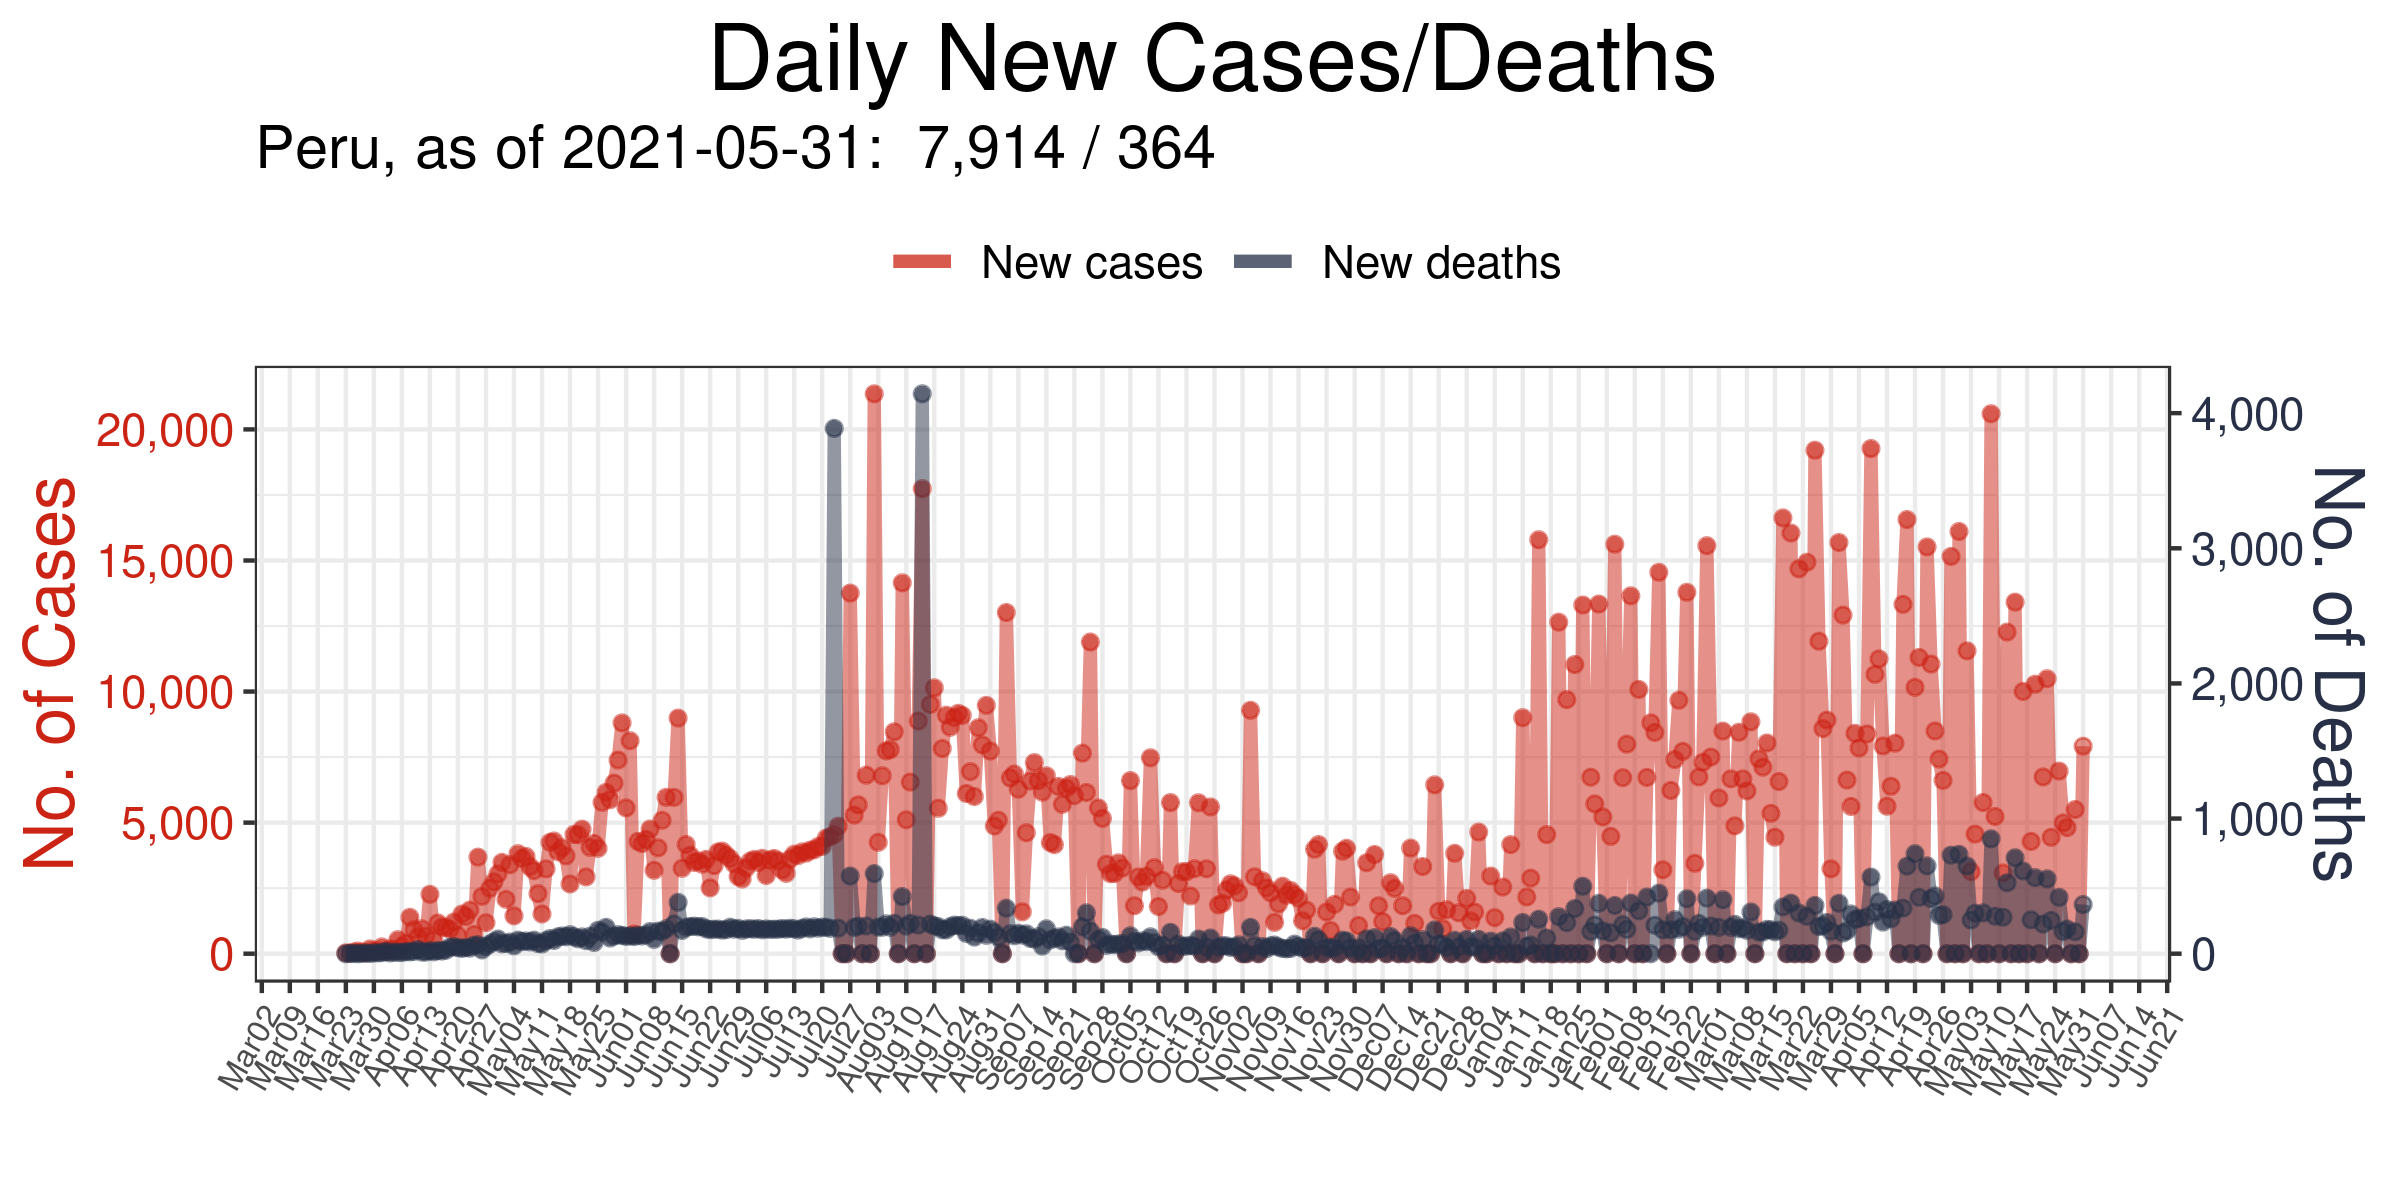 Daily New Cases/Deaths
Peru, as of 2021-05-31: 7,914 / 364
New cases New deaths
No. of Cases
20,000
15,000
10,000
5,000
0
4,000
3,000
2,000
1,000
0
No. of Deaths
Mar02 Mar09 Mar16 Mar23 Mar30 Apr06 Apr13 Apr20 Apr27 May04 May11 May18 May25 Jun01 Jun08 Jun15 Jun22 Jun29 Jul06 Jul13 Jul20 Jul27 Aug03 Aug10 Aug17 Aug24 Aug31 Sep07 Sep14 Sep21 Sep28 Oct05 Oct12 Oct19 Oct26 Nov02 Nov09 Nov16 Nov23 Nov30 Dec07 Dec14 Dec21 Dec28 Jan04 Jan11 Jan18 Jan25 Feb01 Feb08 Feb15 Feb22 Mar01 Mar08 Mar15 Mar22 Mar29 Apr05 Apr12 Apr19 Apr26 May03 May10 May17 May24 May31 Jun07 Jun14 Jun21